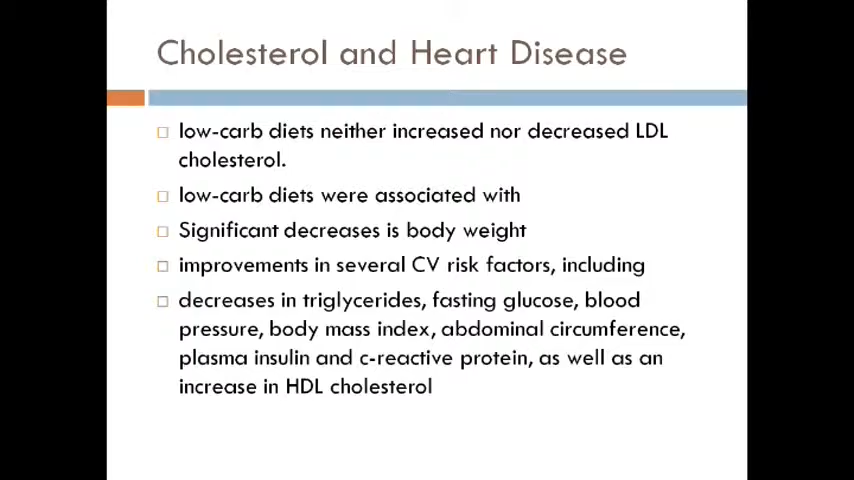 Cholesterol and Heart Disease
low-carb diets neither increased nor decreased LDL
cholesterol.
low-carb diets were associated with
Significant decreases is body weight
improvements in several CV risk factors, including
decreases in triglycerides, fasting glucose, blood
pressure, body mass index, abdominal circumference,
plasma insulin and c-reactive protein, as well as an
increase in HDL cholesterol